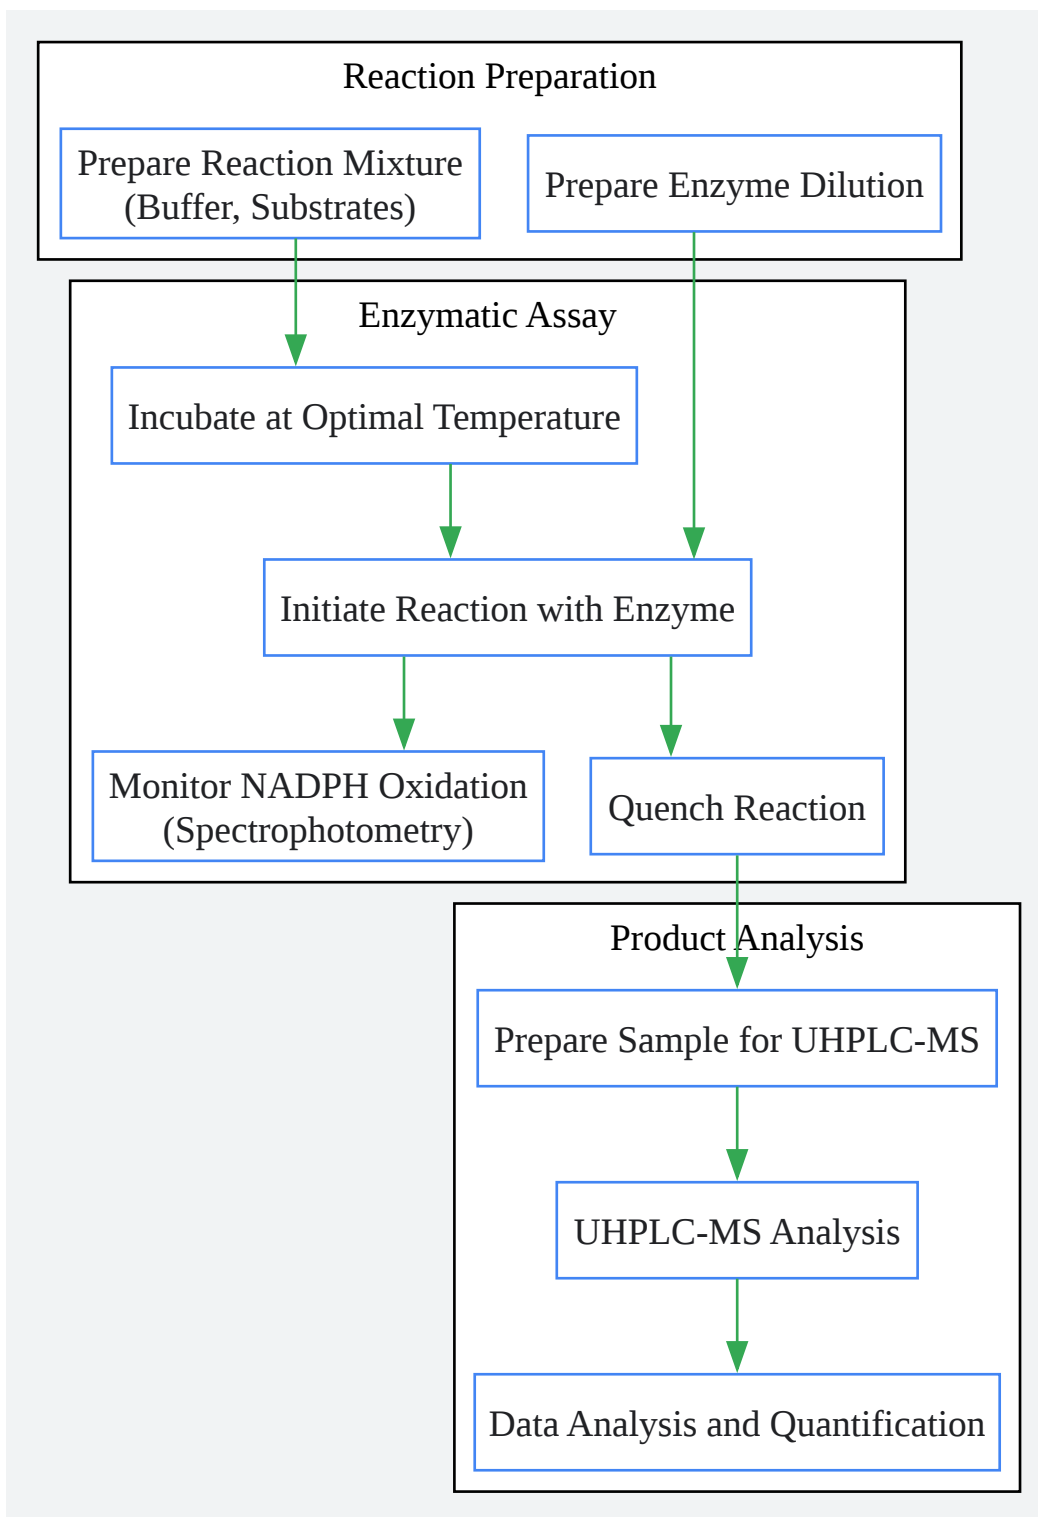 Reaction Preparation
Prepare Reaction Mixture
(Buffer, Substrates)
Prepare Enzyme Dilution
Enzymatic Assay
Incubate at Optimal Temperature
Initiate Reaction with Enzyme
Monitor NADPH Oxidation
(Spectrophotometry)
Quench Reaction
Product Analysis
Prepare Sample for UHPLC-MS
UHPLC-MS Analysis
Data Analysis and Quantification